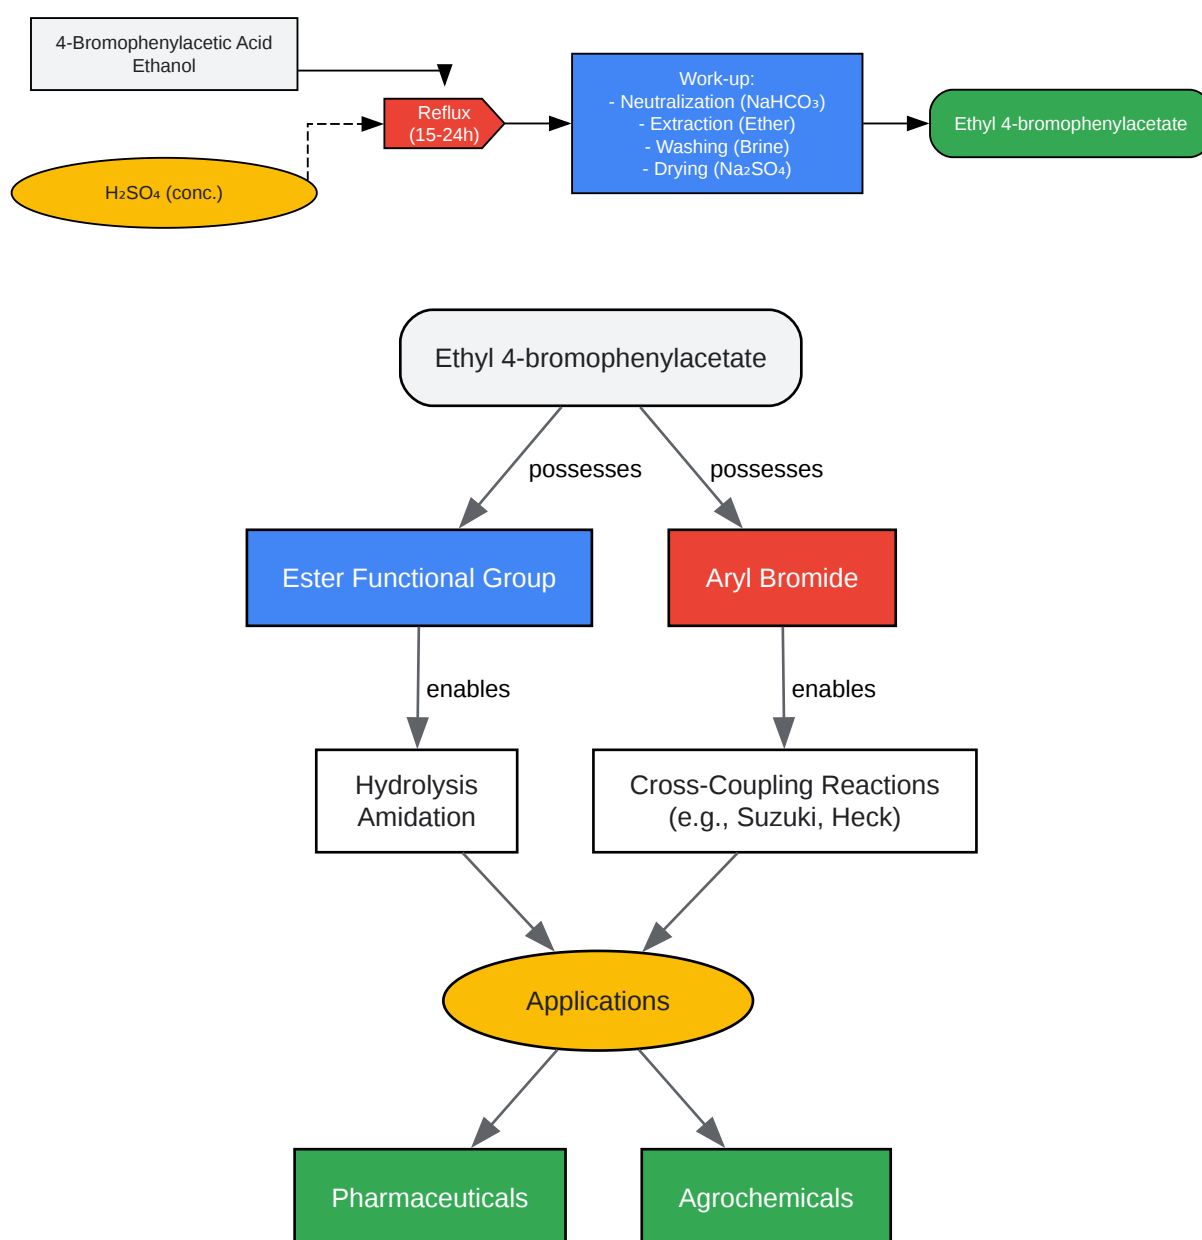 4-Bromophenylacetic Acid
Ethanol
H₂SO₄ (conc.)
Reflux
(15-24h)
Work-up:
- Neutralization (NaHCO₃)
- Extraction (Ether)
- Washing (Brine)
- Drying (Na₂SO₄)
Ethyl 4-bromophenylacetate
Ethyl 4-bromophenylacetate
possesses
possesses
Ester Functional Group
Aryl Bromide
enables
enables
Hydrolysis
Amidation
Cross-Coupling Reactions
(e.g., Suzuki, Heck)
Applications
Pharmaceuticals
Agrochemicals